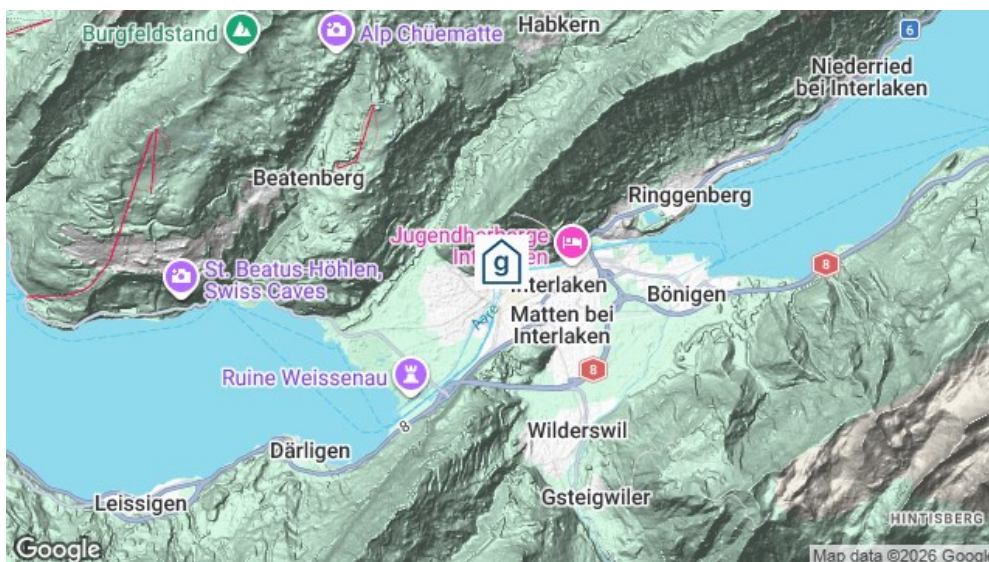 Habkern
Burgfeldstand
Alp Chüematte
6
Niederried
bei Interlaken
Beatenberg
Ringgenberg
Jugendherberge
g
St. Beatus-Höhlen,
Swiss Caves
8
Interlaken
Bönigen
Aare
Matten bei
Interlaken
Ruine Weissenau
8
8
Wilderswil
Därligen
Gsteigwiler
Leissigen
HINTISBERG
Google
Map data ©2026 Google